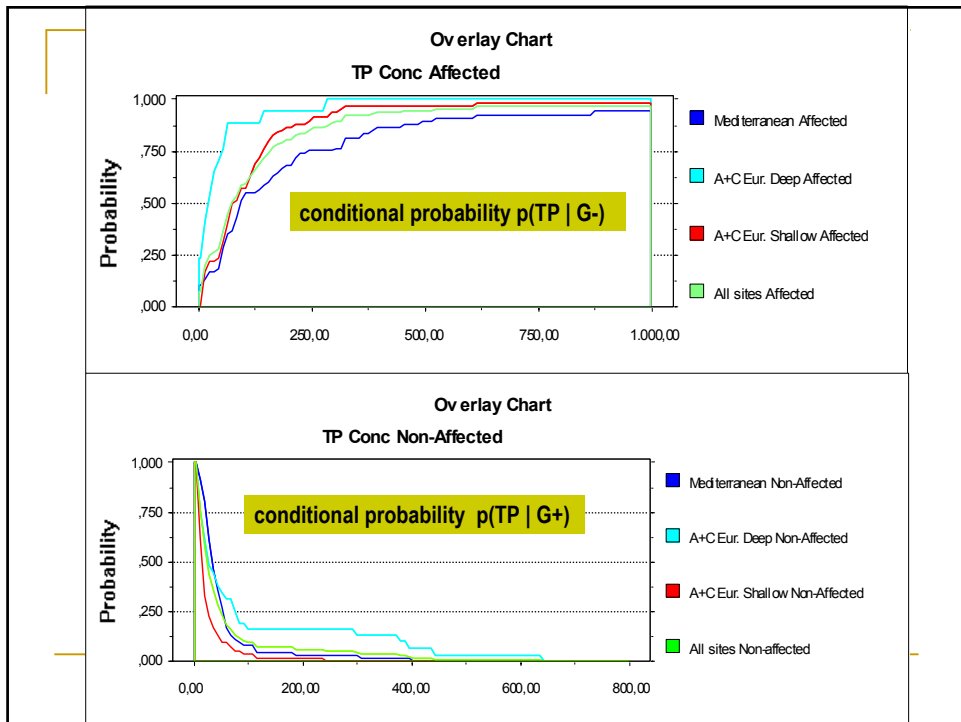 Overlay Chart
TP Conc Affected
Probability
1,000
,750
,500
,250
,000
0,00
250,00
500,00
750,00
1.000,00
conditional probability p(TP | G-)
Mediterranean Affected
A+C Eur. Deep Affected
A+C Eur. Shallow Affected
All sites Affected
Overlay Chart
TP Conc Non-Affected
Probability
1,000
,750
,500
,250
,000
0,00
200,00
400,00
600,00
800,00
conditional probability p(TP | G+)
Mediterranean Non-Affected
A+C Eur. Deep Non-Affected
A+C Eur. Shallow Non-Affected
All sites Non-affected